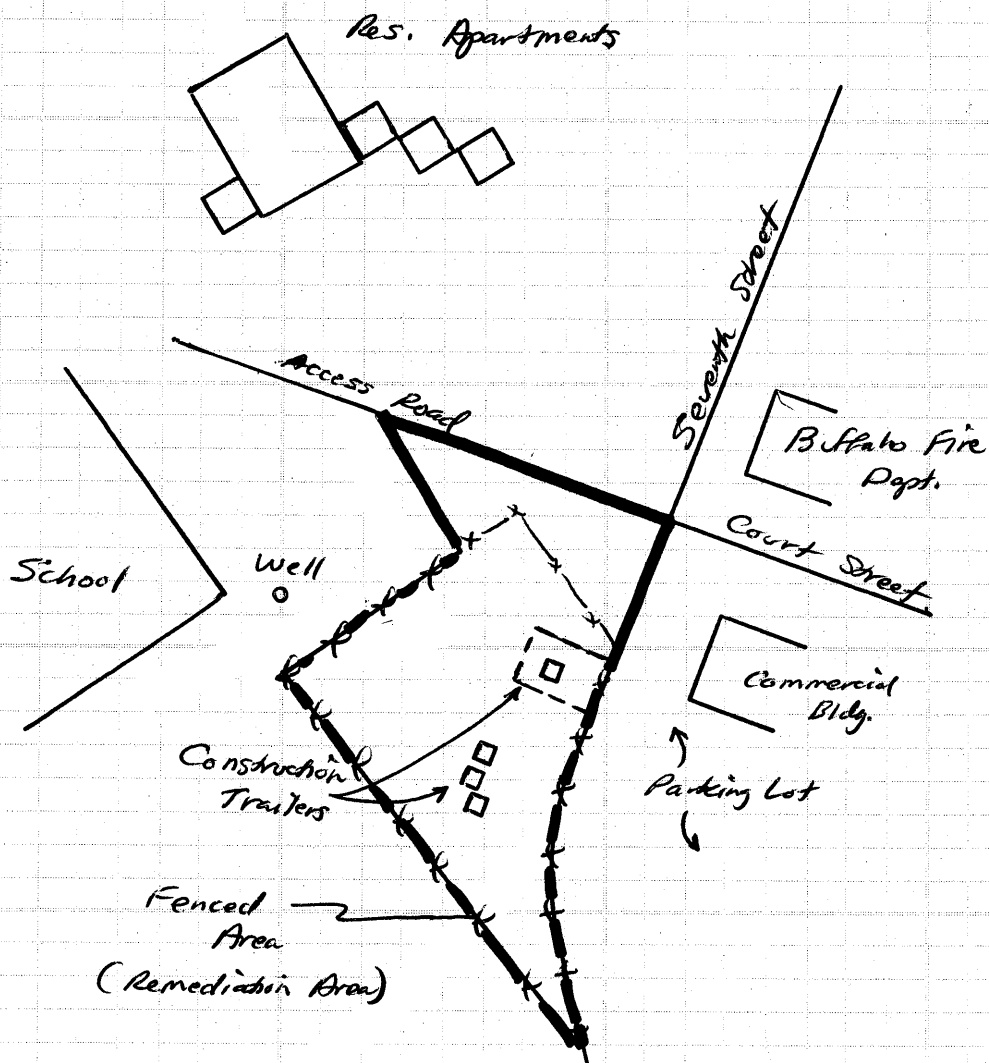 Res. Apartments
Seventh Street
Access Road
Buffalo Fire
Dept.
Court Street
School
Well
Commercial
Bldg.
Construction
Trailers
Parking Lot
Fenced
Area
(Remediation Area)